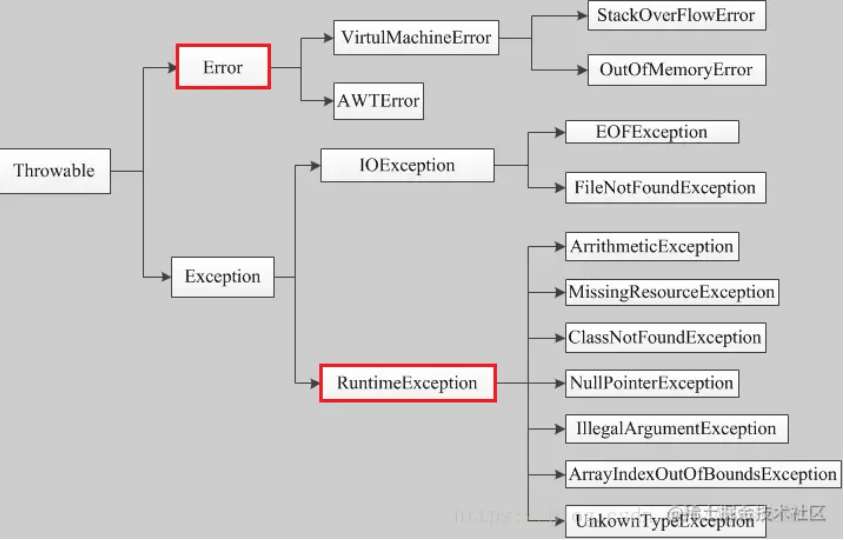 Throwable
Error
VirtulMachineError
StackOverFlowError
OutOfMemoryError
AWTError
Exception
IOException
EOFException
FileNotFoundException
RuntimeException
ArrithmeticException
MissingResourceException
ClassNotFoundException
NullPointerException
IllegalArgumentException
ArrayIndexOutOfBoundsException
UnkownTypeException
@稀土掘金技术社区